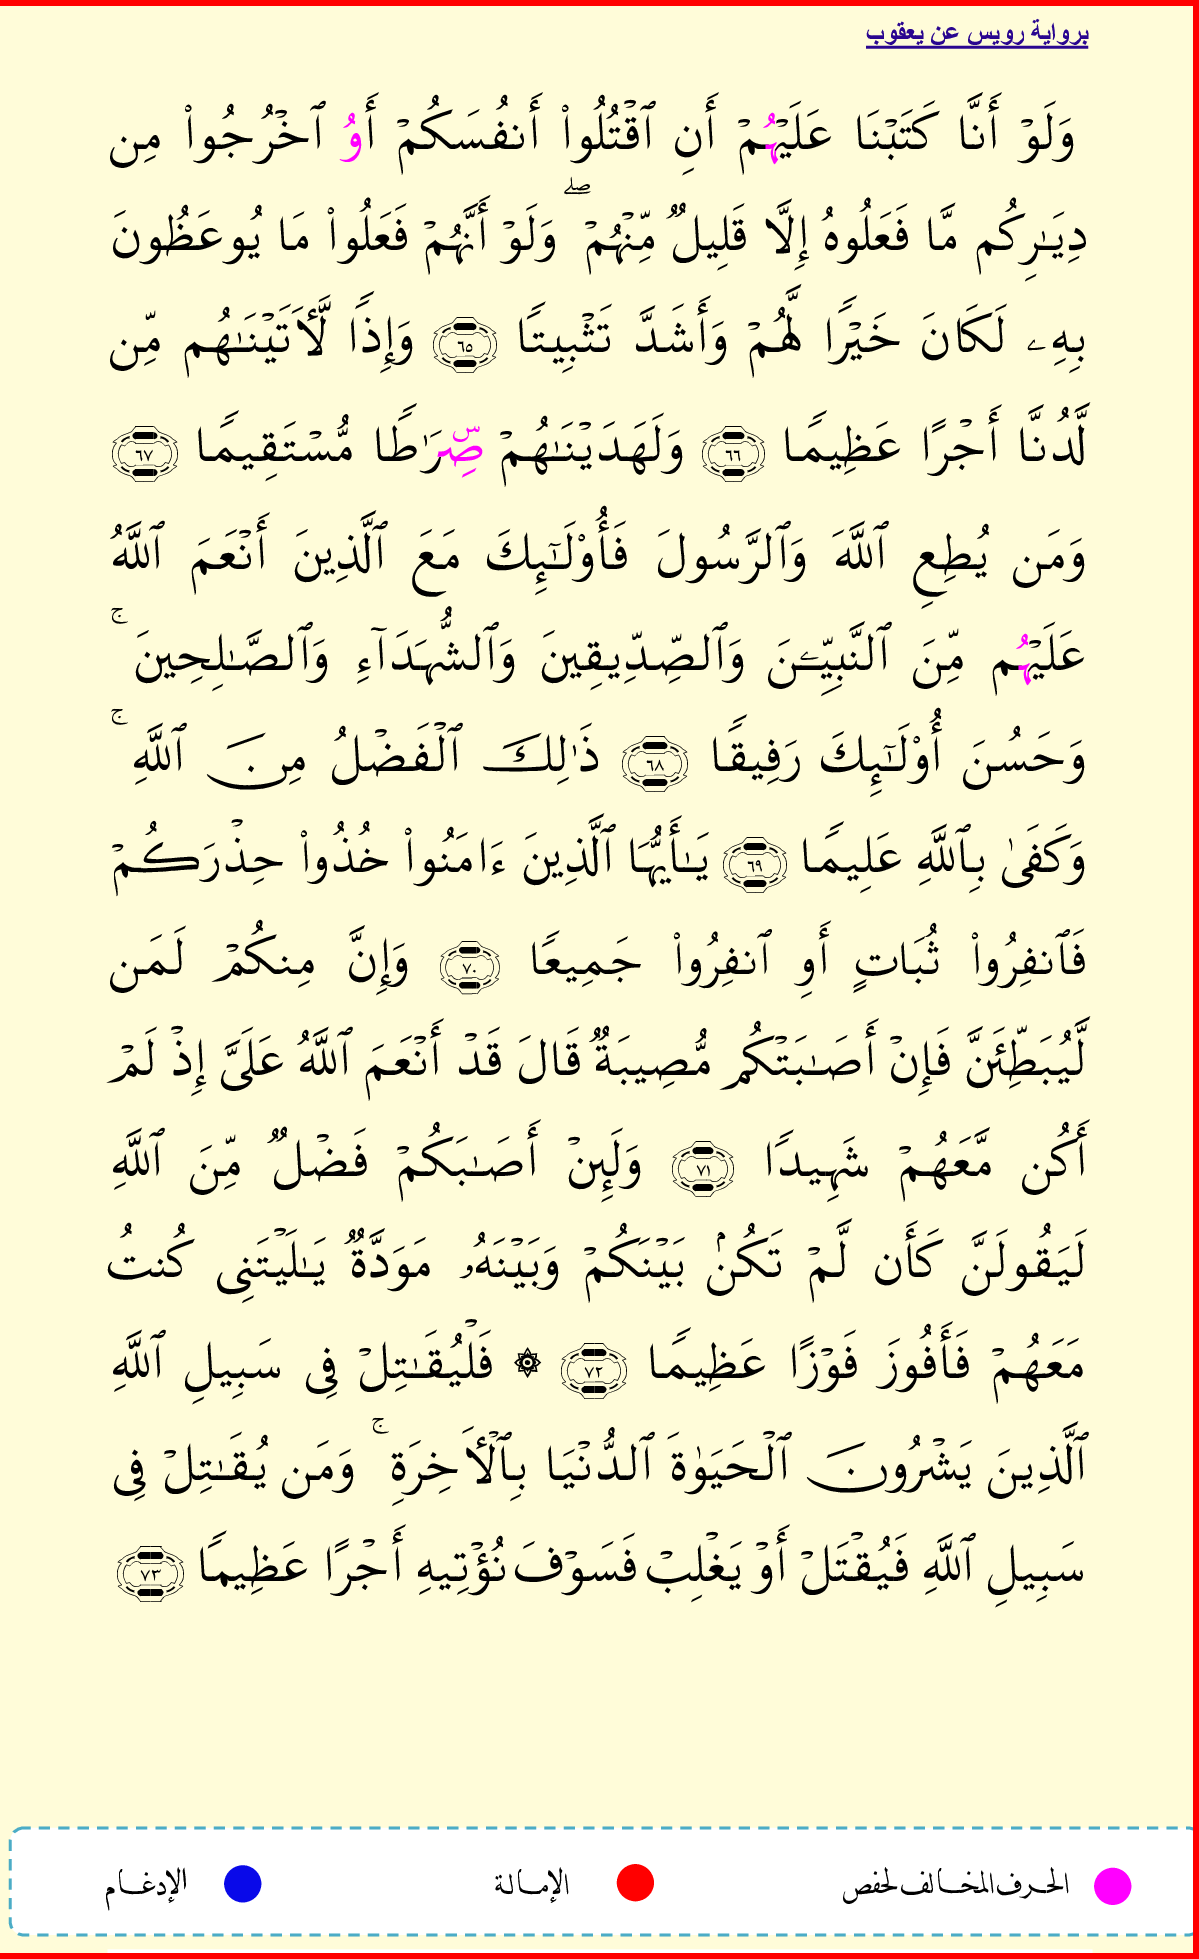 برواية رويس عن يعقوب
وَلَوۡ أَنَّا كَتَبۡنَا عَلَيۡهُمۡ أَنِ ٱقۡتُلُواْ أَنفُسَكُمۡ أَوُ ٱخۡرُجُواْ مِن
دِيَٰرِكُم مَّا فَعَلُوهُ إِلَّا قَلِيلٞ مِّنۡهُمۡۖ وَلَوۡ أَنَّهُمۡ فَعَلُواْ مَا يُوعَظُونَ
بِهِۦ لَكَانَ خَيۡرٗا لَّهُمۡ وَأَشَدَّ تَثۡبِيتٗا ٦٥ وَإِذٗا لَّأٓتَيۡنَٰهُم مِّن
لَّدُنَّا أَجۡرًا عَظِيمٗا ٦٦ وَلَهَدَيۡنَٰهُمۡ صِّرَٰطٗا مُّسۡتَقِيمٗا ٦٧
وَمَن يُطِعِ ٱللَّهَ وَٱلرَّسُولَ فَأُوْلَٰٓئِكَ مَعَ ٱلَّذِينَ أَنۡعَمَ ٱللَّهُ
عَلَيۡهُم مِّنَ ٱلنَّبِيِّـۧنَ وَٱلصِّدِّيقِينَ وَٱلشُّهَدَآءِ وَٱلصَّٰلِحِينَۚ
وَحَسُنَ أُوْلَٰٓئِكَ رَفِيقٗا ٦٨ ذَٰلِكَ ٱلۡفَضۡلُ مِنَ ٱللَّهِۚ
وَكَفَىٰ بِٱللَّهِ عَلِيمٗا ٦٩ يَٰٓأَيُّهَا ٱلَّذِينَ ءَامَنُواْ خُذُواْ حِذۡرَكُمۡ
فَٱنفِرُواْ ثُبَاتٍ أَوِ ٱنفِرُواْ جَمِيعٗا ٧٠ وَإِنَّ مِنكُمۡ لَمَن
لَّيُبَطِّئَنَّ فَإِنۡ أَصَٰبَتۡكُم مُّصِيبَةٞ قَالَ قَدۡ أَنۡعَمَ ٱللَّهُ عَلَيَّ إِذۡ لَمۡ
أَكُن مَّعَهُمۡ شَهِيدٗا ٧١ وَلَئِنۡ أَصَٰبَكُمۡ فَضۡلٞ مِّنَ ٱللَّهِ
لَيَقُولَنَّ كَأَن لَّمۡ تَكُنۢ بَيۡنَكُمۡ وَبَيۡنَهُۥ مَوَدَّةٞ يَٰلَيۡتَنِي كُنتُ
مَعَهُمۡ فَأَفُوزَ فَوۡزًا عَظِيمٗا ٧٢ ۞ فَلۡيُقَٰتِلۡ فِي سَبِيلِ ٱللَّهِ
ٱلَّذِينَ يَشۡرُونَ ٱلۡحَيَوٰةَ ٱلدُّنۡيَا بِٱلۡأٓخِرَةِۚ وَمَن يُقَٰتِلۡ فِي
سَبِيلِ ٱللَّهِ فَيُقۡتَلۡ أَوۡ يَغۡلِبۡ فَسَوۡفَ نُؤۡتِيهِ أَجۡرًا عَظِيمٗا ٧٣
الحرف المخالف لحفص الإمالة الإدغام